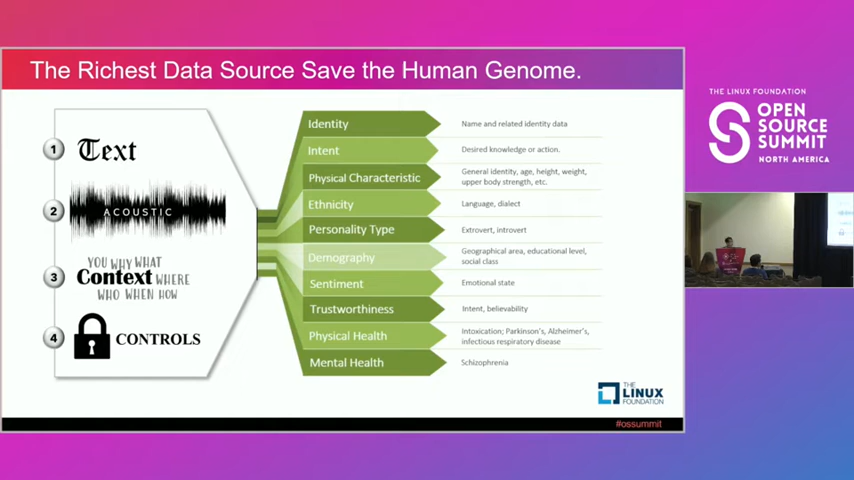 The Richest Data Source Save the Human Genome.
1
Text
2
ACOUSTIC
3
YOU WHY WHAT
Context WHERE
WHO WHEN HOW
4
CONTROLS
Identity
Name and related identity data
Intent
Desired knowledge or action.
Physical Characteristic
General identity, age, height, weight,
upper body strength, etc.
Ethnicity
Language, dialect
Personality Type
Extrovert, introvert
Demography
Geographical area, educational level,
social class
Sentiment
Emotional state
Trustworthiness
Intent, believability
Physical Health
Intoxication; Parkinson's, Alzheimer's,
infectious respiratory disease
Mental Health
Schizophrenia
THE
LINUX
FOUNDATION
#ossummit
THE LINUX FOUNDATION
OPEN
SOURCE
SUMMIT
NORTH AMERICA